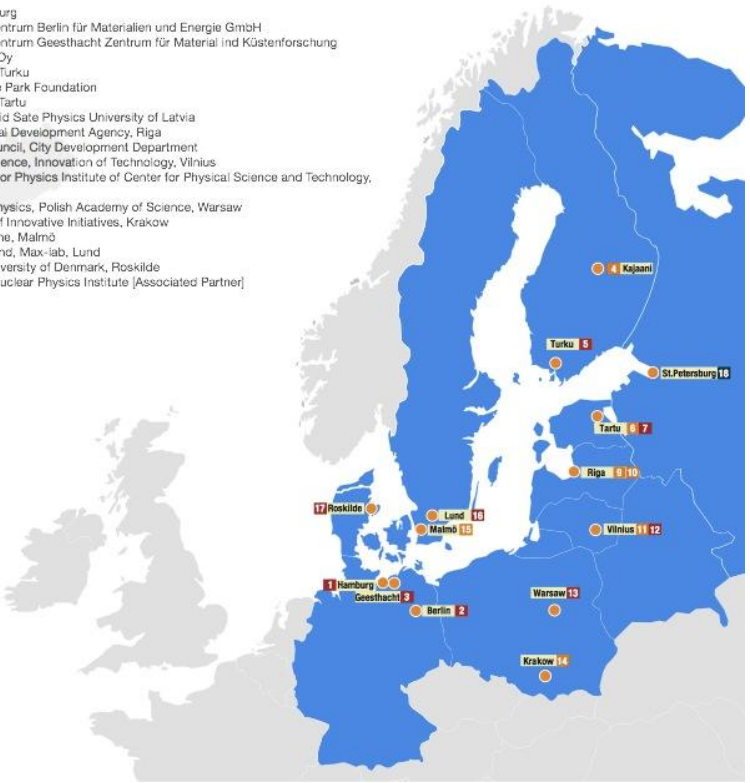 urg
ntrum Berlin für Materialien und Energie GmbH
ntrum Geesthacht Zentrum für Material ind Küstenforschung
Oy
Turku
e Park Foundation
Tartu
id Sate Physics University of Latvia
al Development Agency, Riga
uncil, City Development Department
ience, Innovation of Technology, Vilnius
or Physics Institute of Center for Physical Science and Technology,
hysics, Polish Academy of Science, Warsaw
of Innovative Initiatives, Krakow
ne, Malmö
nd, Max-lab, Lund
versity of Denmark, Roskilde
uclear Physics Institute [Associated Partner]
4 Kajaani
Turku 5
St.Petersburg 18
Tartu 6 7
Riga 9 10
17 Roskilde
Lund 16
Malmö 15
Vilnius 11 12
1 Hamburg
Geesthacht 3
Berlin 2
Warsaw 13
Krakow 14